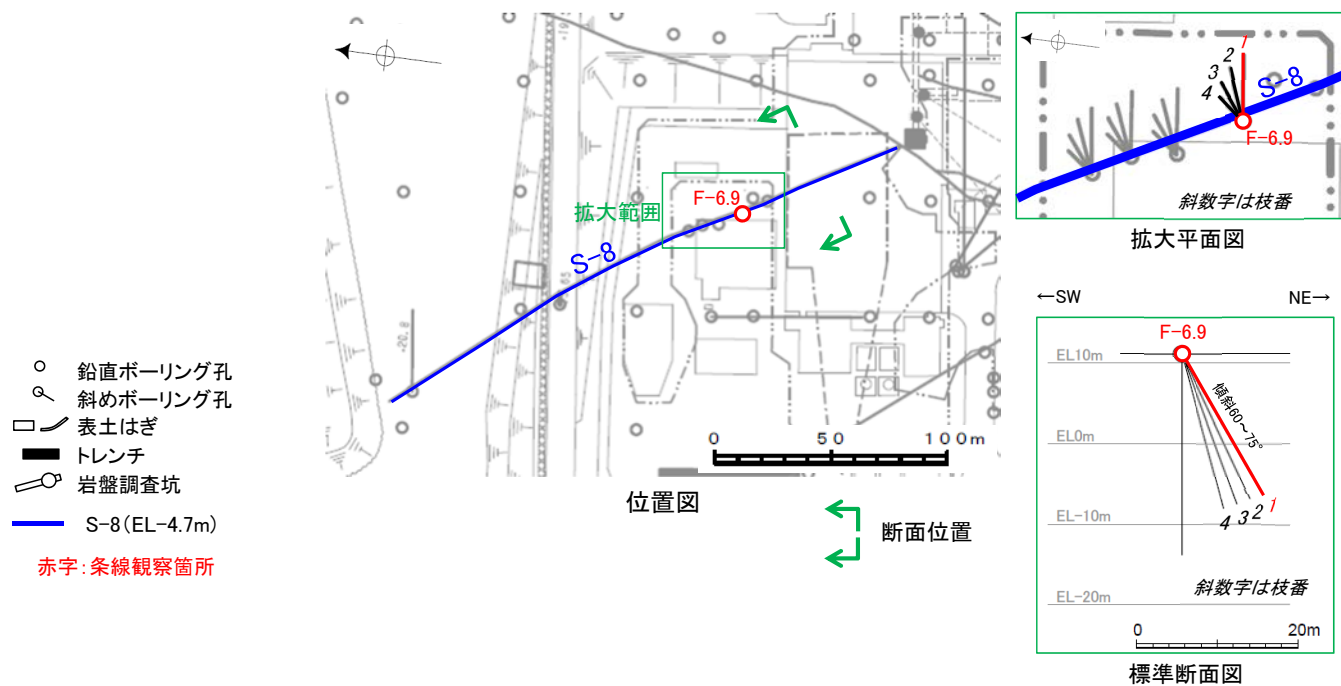 鉛直ボーリング孔
斜めボーリング孔
表土はぎ
トレンチ
岩盤調査坑
S-8(EL-4.7m)
赤字:条線観察箇所
F-6.9
拡大範囲
S-8
-20.8
0 50 100m
位置図
断面位置
1
2
3
4
S-8
F-6.9
斜数字は枝番
拡大平面図
←SW NE→
F-6.9
EL10m
傾斜60~75°
EL0m
EL-10m
4 3 2 1
斜数字は枝番
EL-20m
0 20m
標準断面図